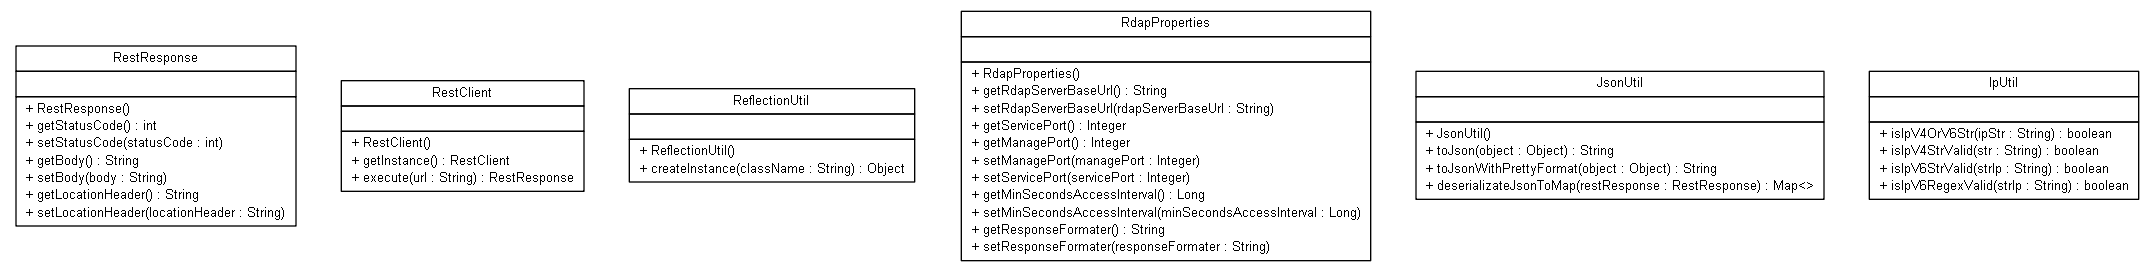 RestResponse
+ RestResponse()
+ getStatusCode() : int
+ setStatusCode(statusCode : int)
+ getBody() : String
+ setBody(body : String)
+ getLocationHeader() : String
+ setLocationHeader(locationHeader : String)
RestClient
+ RestClient()
+ getInstance() : RestClient
+ execute(url : String) : RestResponse
ReflectionUtil
+ ReflectionUtil()
+ createInstance(className : String) : Object
RdapProperties
+ RdapProperties()
+ getRdapServerBaseUrl() : String
+ setRdapServerBaseUrl(rdapServerBaseUrl : String)
+ getServicePort() : Integer
+ getManagePort() : Integer
+ setManagePort(managePort : Integer)
+ setServicePort(servicePort : Integer)
+ getMinSecondsAccessInterval() : Long
+ setMinSecondsAccessInterval(minSecondsAccessInterval : Long)
+ getResponseFormater() : String
+ setResponseFormater(responseFormater : String)
JsonUtil
+ JsonUtil()
+ toJson(object : Object) : String
+ toJsonWithPrettyFormat(object : Object) : String
+ deserializateJsonToMap(restResponse : RestResponse) : Map<>
IpUtil
+ isIpV4OrV6Str(ipStr : String) : boolean
+ isIpV4StrValid(str : String) : boolean
+ isIpV6StrValid(strIp : String) : boolean
+ isIpV6RegexValid(strIp : String) : boolean